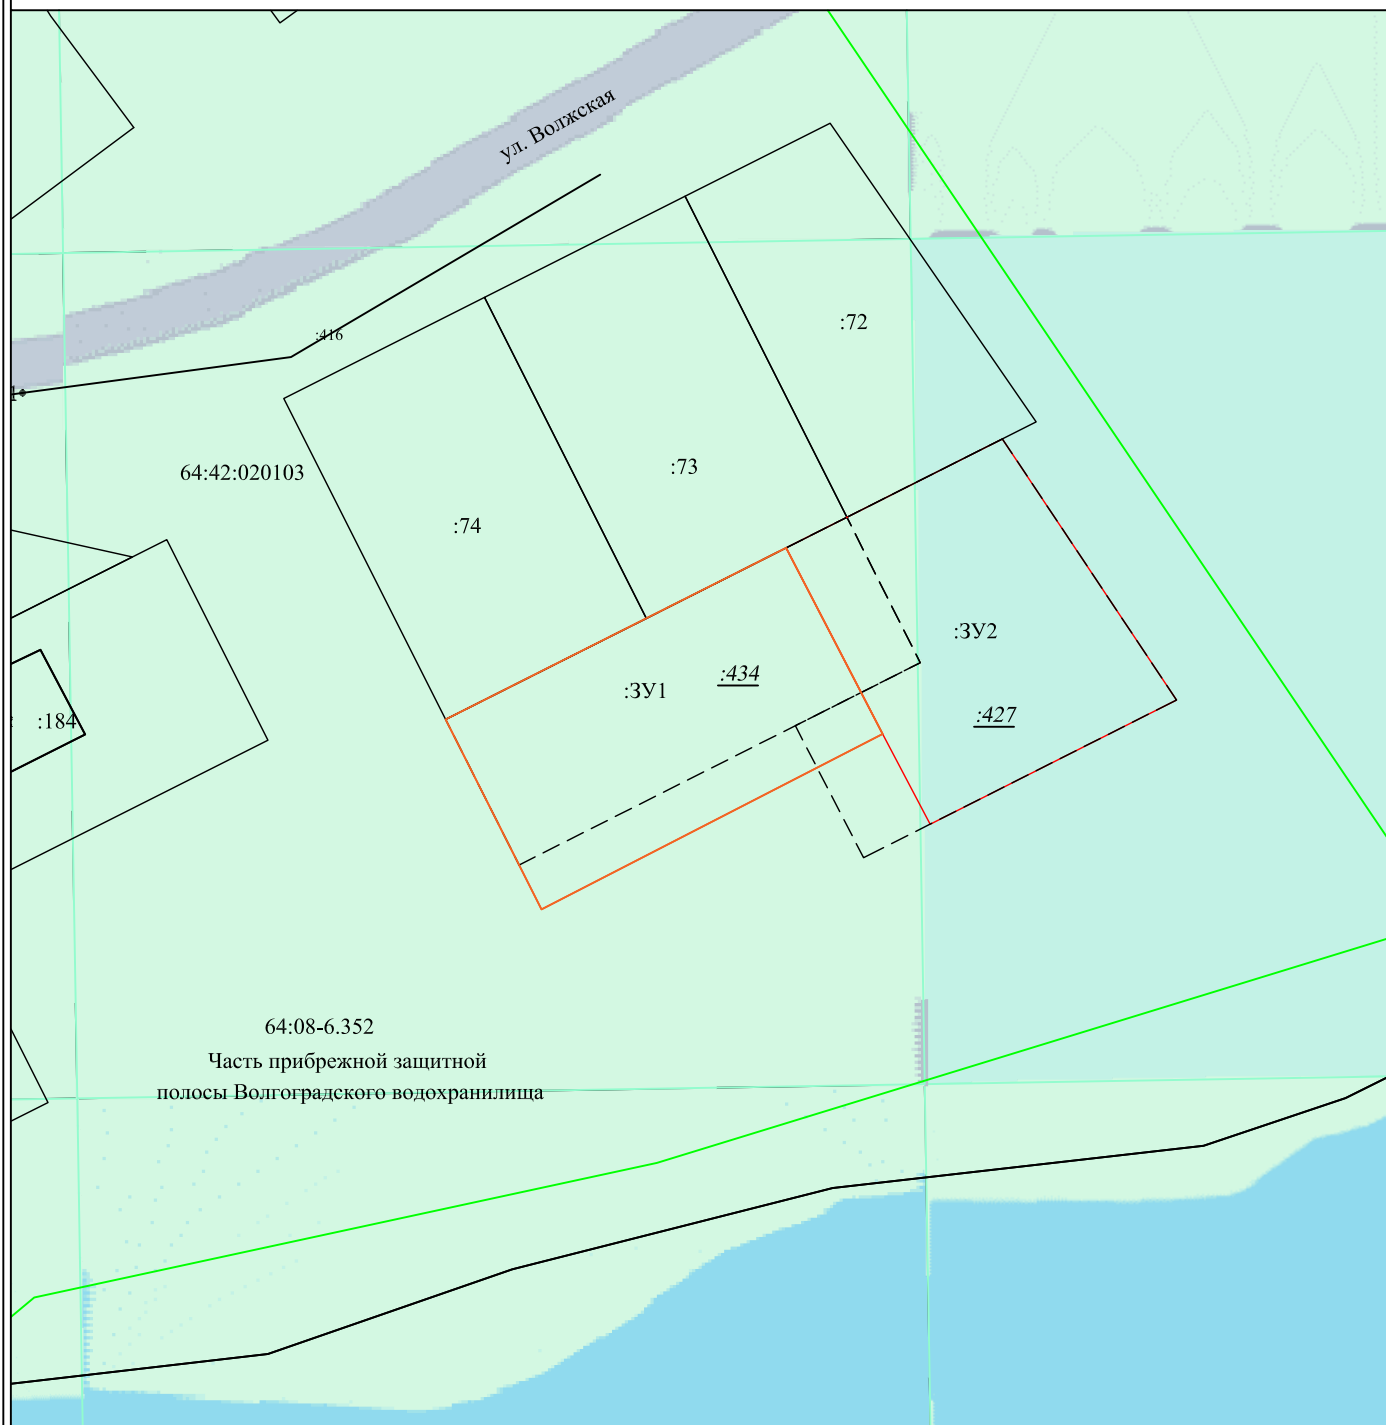 ул. Волжская
:72
:416
64:42:020103
:73
:74
:ЗУ2
:434
:ЗУ1
:427
:184
64:08-6.352
Часть прибрежной защитной
полосы Волгоградского водохранилища